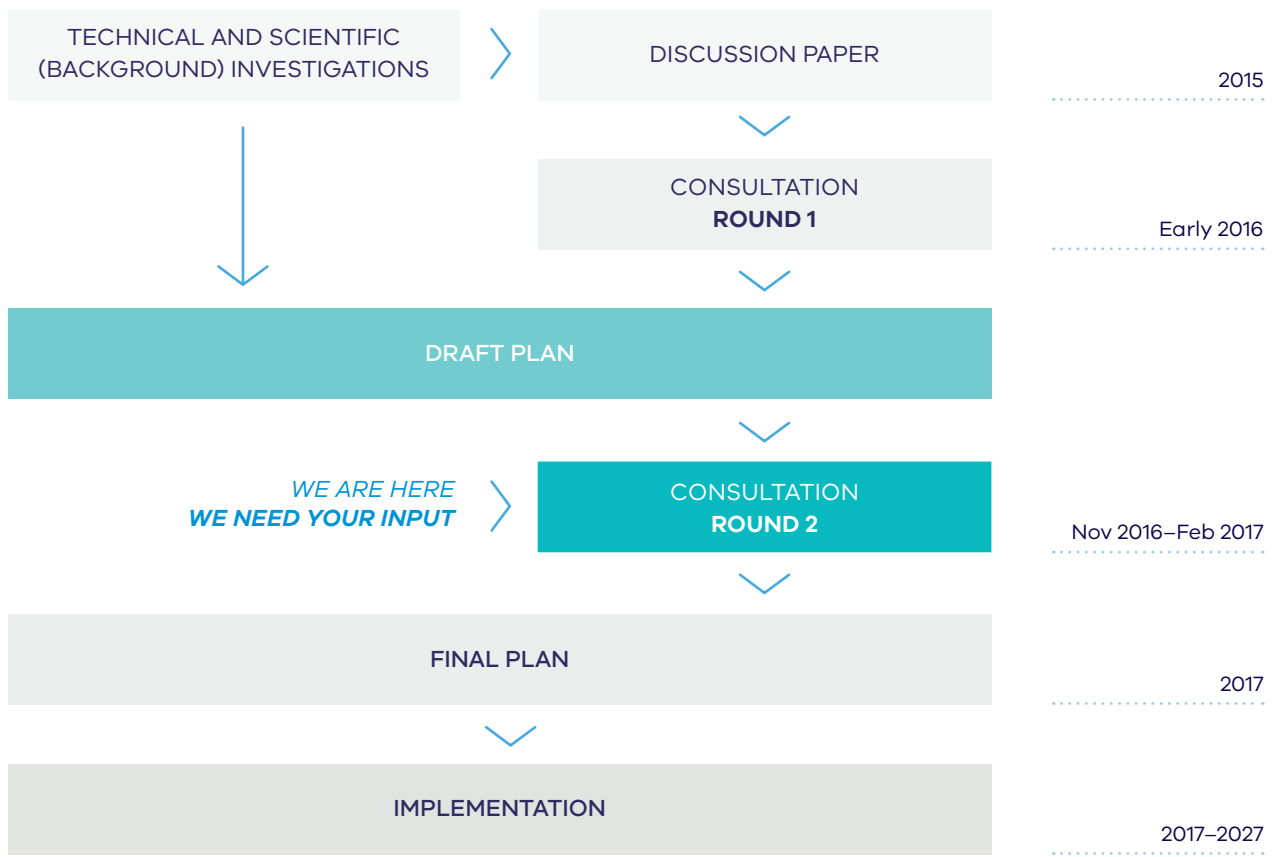 TECHNICAL AND SCIENTIFIC
(BACKGROUND) INVESTIGATIONS
DISCUSSION PAPER
2015
CONSULTATION
ROUND 1
Early 2016
DRAFT PLAN
WE ARE HERE
WE NEED YOUR INPUT
CONSULTATION
ROUND 2
Nov 2016–Feb 2017
FINAL PLAN
2017
IMPLEMENTATION
2017–2027